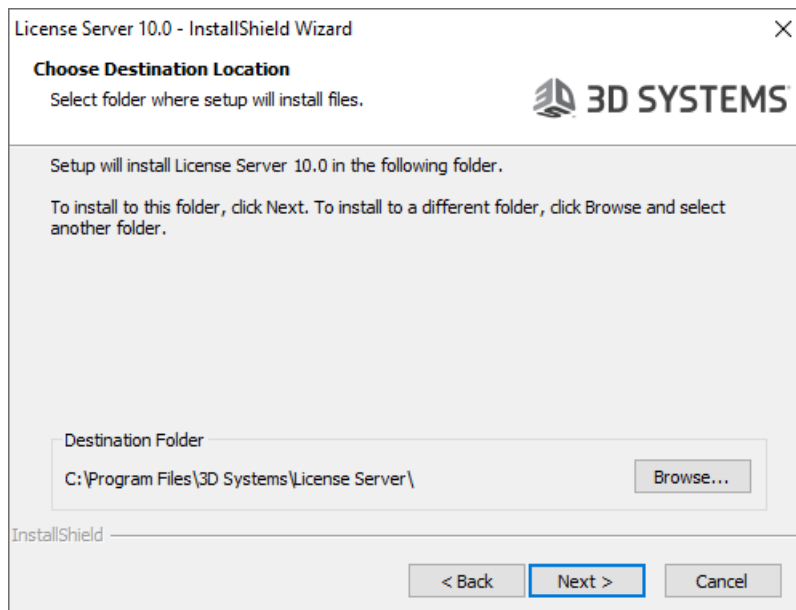 License Server 10.0 - InstallShield Wizard
Choose Destination Location
Select folder where setup will install files.
3D SYSTEMS
Setup will install License Server 10.0 in the following folder.
To install to this folder, click Next. To install to a different folder, click Browse and select
another folder.
Destination Folder
C:\Program Files\3D Systems\License Server\
Browse...
InstallShield
< Back
Next >
Cancel